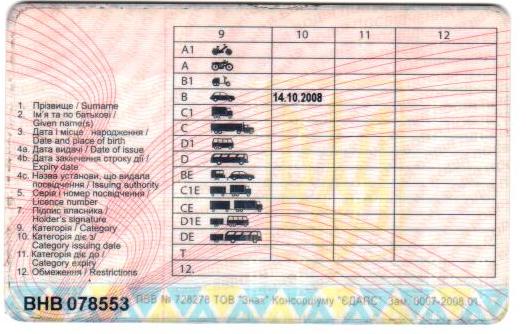 9 10 11 12
A1
A
B1
B 14.10.2008
C1
C
D1
D
BE
C1E
CE
D1E
DE
T
12.
1. Прізвище / Surname
2. Ім'я та по батькові /
Given name(s)
3. Дата і місце народження /
Date and place of birth
4a. Дата видачі / Date of issue
4b. Дата закінчення строку дії /
Expiry date
4c. Назва установи, що видала
посвідчення / Issuing authority
5. Серія і номер посвідчення /
Licence number
7. Підпис власника /
Holder's signature
9. Категорія / Category
10. Категорія діє з/
Category issuing date
11. Категорія діє до/
Category expiry
12. Обмеження / Restrictions
ВНВ 078553
ПЗВ № 728278 ТОВ "Знак" Консорціуму "ЄДАПС". Зам. 0007-2008.01